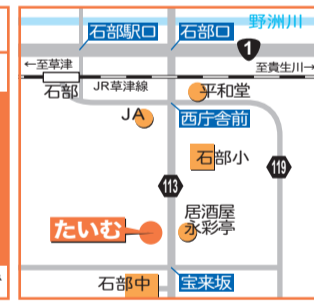 野洲川
石部駅口
石部口
1
←至草津
至貴生川→
石部
JR草津線
平和堂
JA
西庁舎前
石部小
119
113
居酒屋
永彩亭
たいむ
石部中
宝来坂